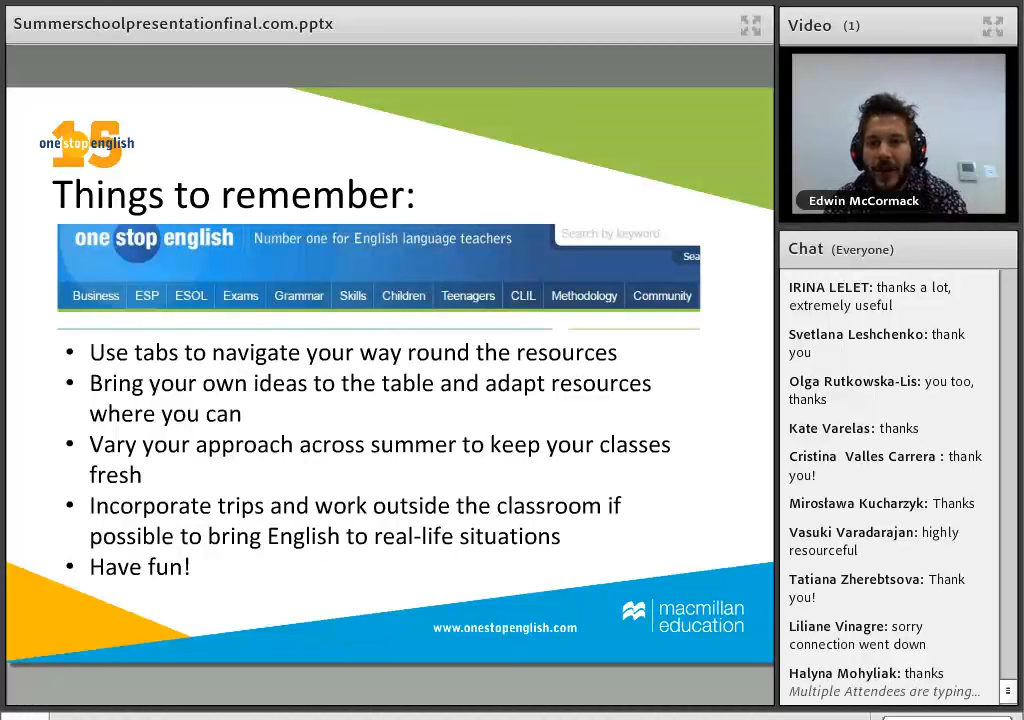 Summerschoolpresentationfinal.com.pptx
15
one stop english
Things to remember:
one stop english
Number one for English language teachers
Search by keyword
Sea
Business ESP ESOL Exams Grammar Skills Children Teenagers CLIL Methodology Community
• Use tabs to navigate your way round the resources
• Bring your own ideas to the table and adapt resources
where you can
• Vary your approach across summer to keep your classes
fresh
• Incorporate trips and work outside the classroom if
possible to bring English to real-life situations
• Have fun!
www.onestopenglish.com
macmillan
education
Video (1)
Edwin McCormack
Chat (Everyone)
IRINA LELET: thanks a lot,
extremely useful
Svetlana Leshchenko: thank
you
Olga Rutkowska-Lis: you too,
thanks
Kate Varelas: thanks
Cristina Valles Carrera : thank
you!
Mirosława Kucharzyk: Thanks
Vasuki Varadarajan: highly
resourceful
Tatiana Zherebtsova: Thank
you!
Liliane Vinagre: sorry
connection went down
Halyna Mohyliak: thanks
Multiple Attendees are typing...